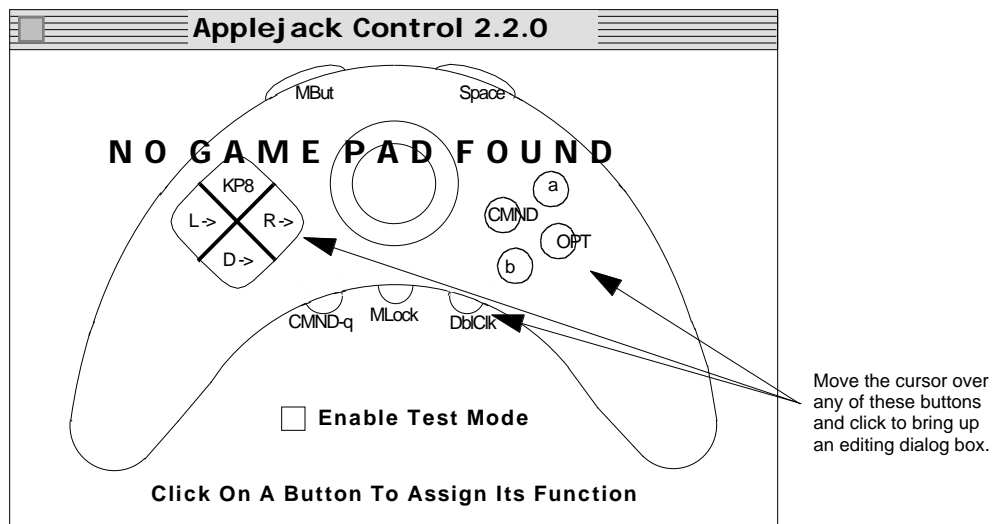 Applejack Control 2.2.0
MBut
Space
NO GAME PAD FOUND
KP8
L->
R->
D->
a
CMND
OPT
b
CMND-q
MLock
DblClk
Move the cursor over
any of these buttons
and click to bring up
an editing dialog box.
Enable Test Mode
Click On A Button To Assign Its Function